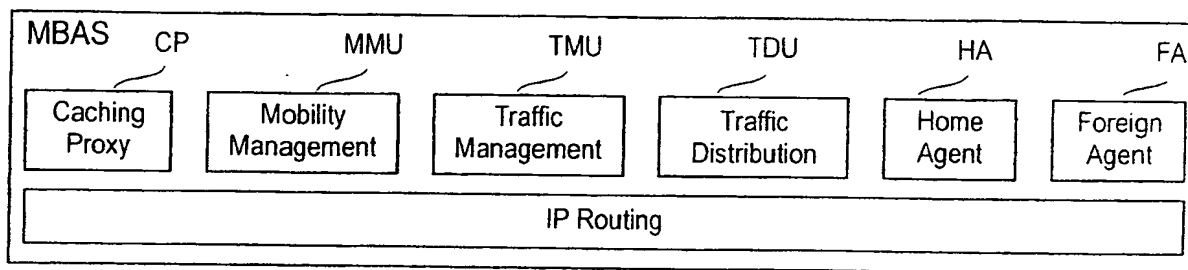 MBAS CP MMU TMU TDU HA FA
Caching Proxy
Mobility Management
Traffic Management
Traffic Distribution
Home Agent
Foreign Agent
IP Routing